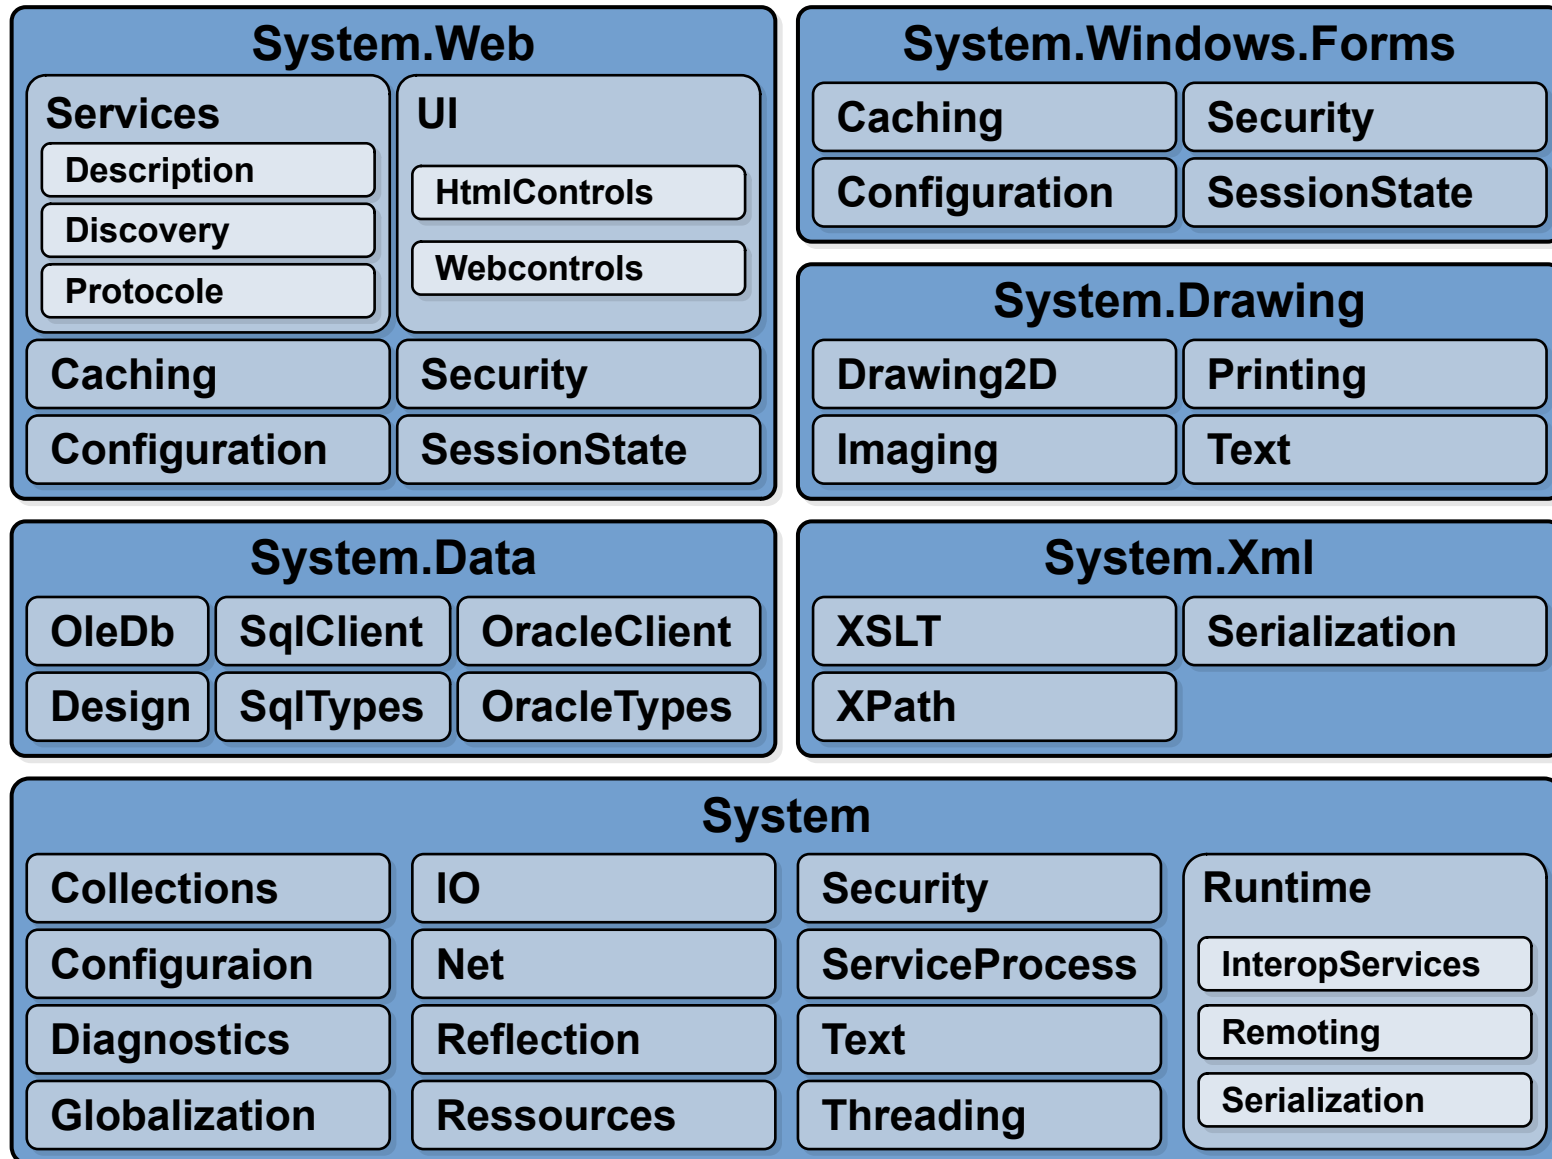 System.Web
Services
Description
Discovery
Protocole
UI
HtmlControls
Webcontrols
Caching
Security
Configuration
SessionState
System.Windows.Forms
Caching
Security
Configuration
SessionState
System.Drawing
Drawing2D
Printing
Imaging
Text
System.Data
OleDb
SqlClient
OracleClient
Design
SqlTypes
OracleTypes
System.Xml
XSLT
Serialization
XPath
System
Collections
IO
Security
Configuraion
Net
ServiceProcess
Diagnostics
Reflection
Text
Globalization
Ressources
Threading
Runtime
InteropServices
Remoting
Serialization